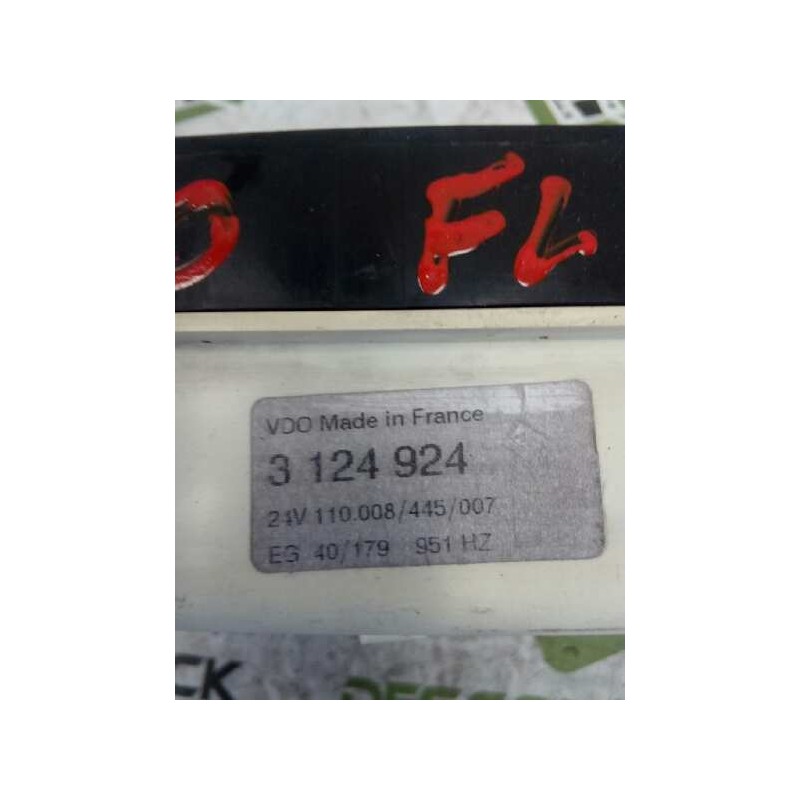 O FL
VDO Made in France
3 124 924
24V 110.008/445/007
EG 40/179 951 HZ